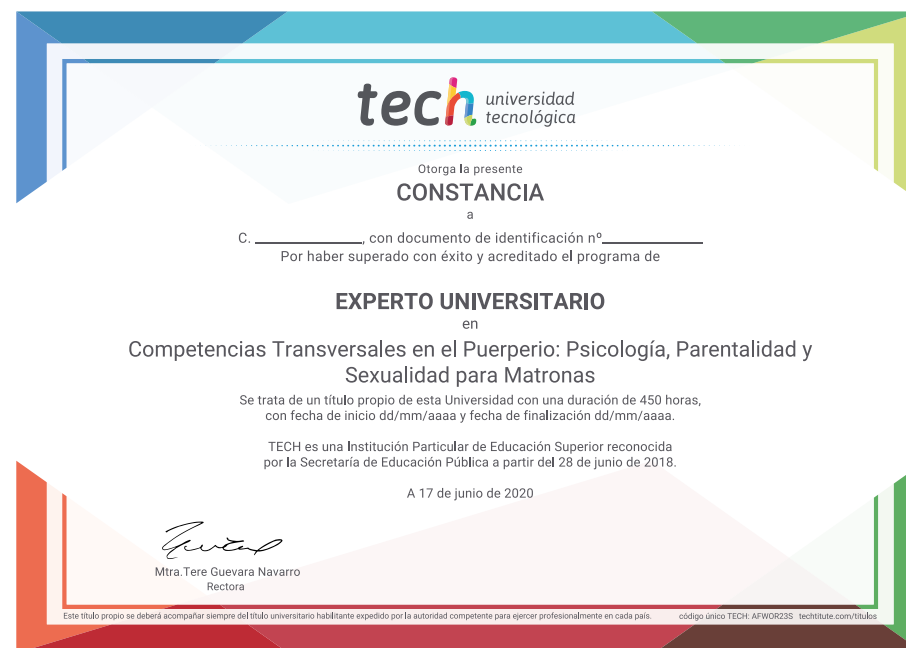 tech universidad
tecnológica
Otorga la presente
CONSTANCIA
a
C. ____________, con documento de identificación nº____________
Por haber superado con éxito y acreditado el programa de
EXPERTO UNIVERSITARIO
en
Competencias Transversales en el Puerperio: Psicología, Parentalidad y
Sexualidad para Matronas
Se trata de un título propio de esta Universidad con una duración de 450 horas,
con fecha de inicio dd/mm/aaaa y fecha de finalización dd/mm/aaaa.
TECH es una Institución Particular de Educación Superior reconocida
por la Secretaría de Educación Pública a partir del 28 de junio de 2018.
A 17 de junio de 2020
Mtra.Tere Guevara Navarro
Rectora
Este título propio se deberá acompañar siempre del título universitario habilitante expedido por la autoridad competente para ejercer profesionalmente en cada país. código único TECH: AFWOR23S techtitute.com/titulos